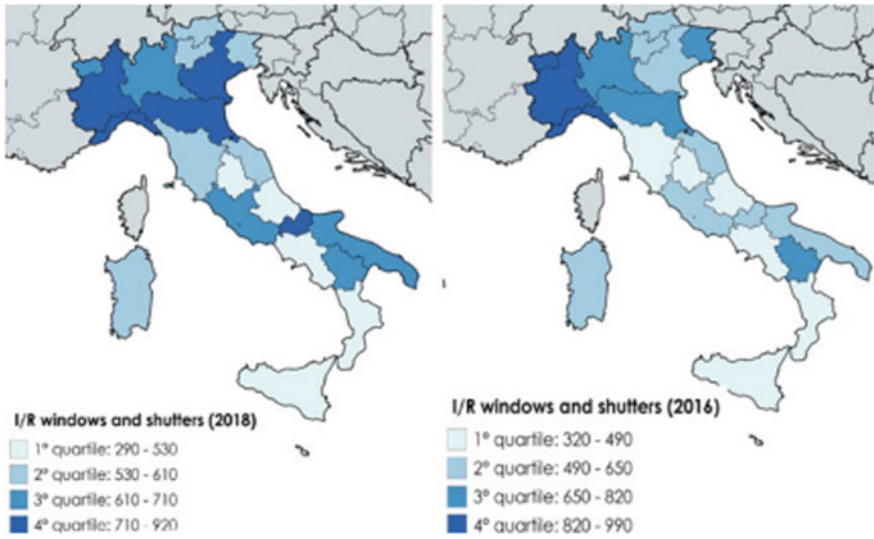 I/R windows and shutters (2018)
1° quartile: 290 - 530
2° quartile: 530 - 610
3° quartile: 610 - 710
4° quartile: 710 - 920
I/R windows and shutters (2016)
1° quartile: 320 - 490
2° quartile: 490 - 650
3° quartile: 650 - 820
4° quartile: 820 - 990